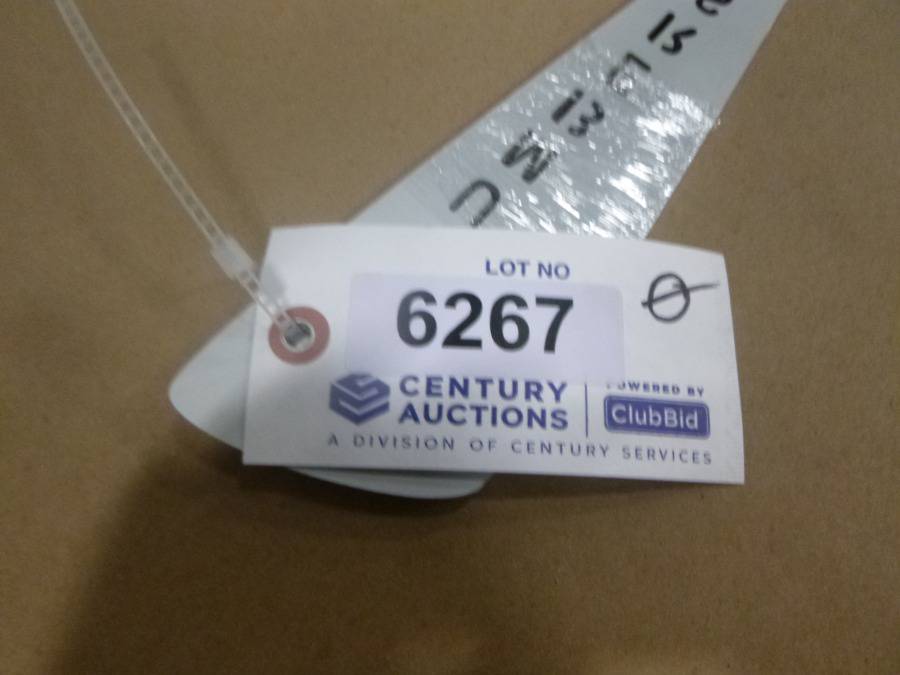 LOT NO
6267
CENTURY
AUCTIONS
POWERED BY
ClubBid
A DIVISION OF CENTURY SERVICES